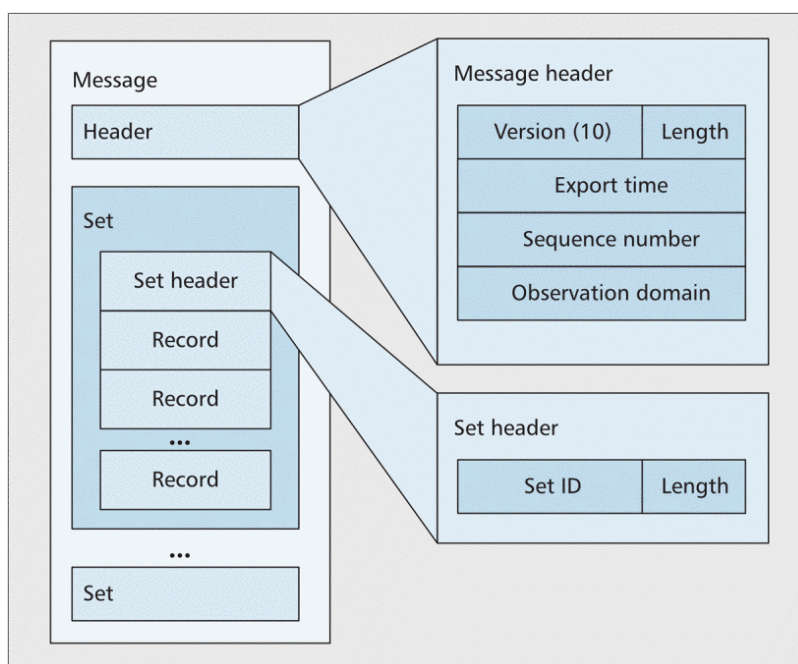 Message
Header
Set
Set header
Record
Record
...
Record
...
Set
Message header
Version (10) Length
Export time
Sequence number
Observation domain
Set header
Set ID Length